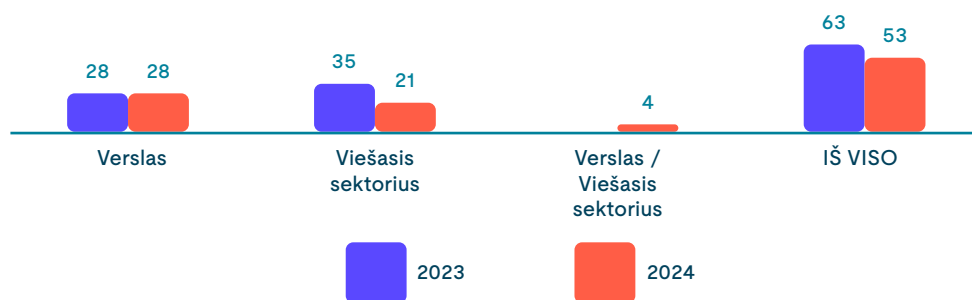 28
28
35
21
4
63
53
Verslas
Viešasis
sektorius
Verslas /
Viešasis
sektorius
IŠ VISO
2023
2024